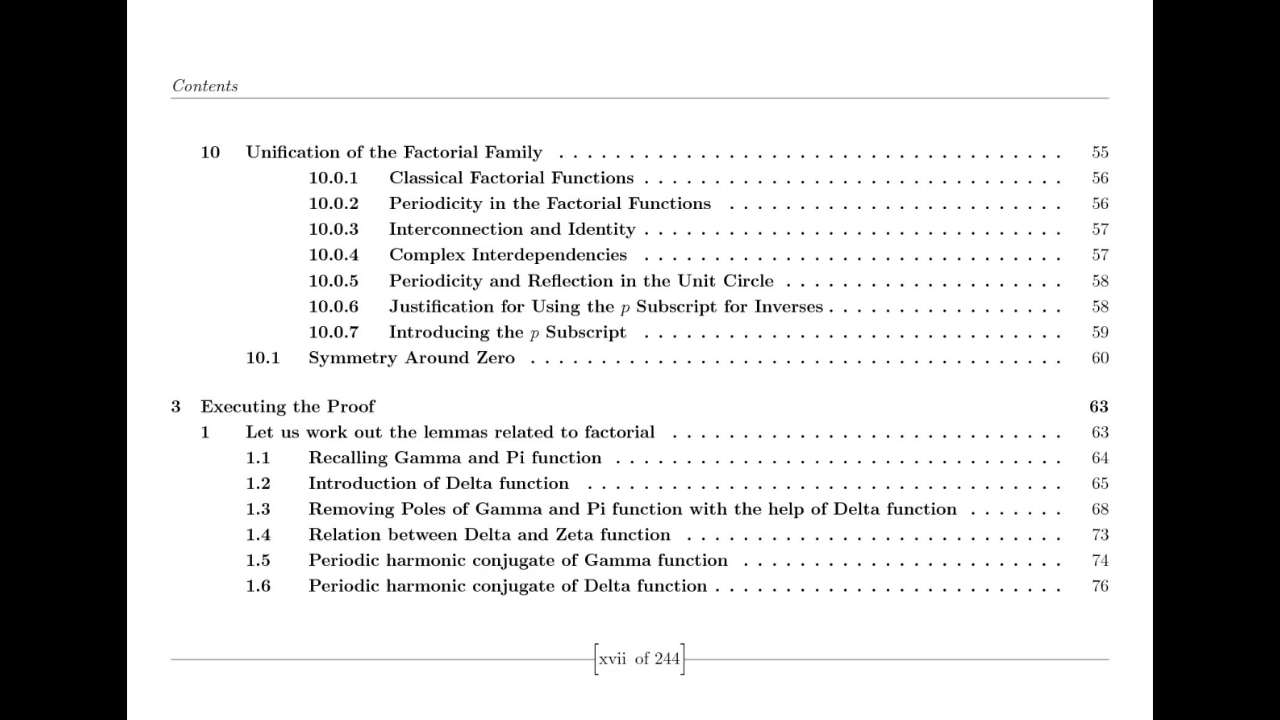 Contents
10 Unification of the Factorial Family . . . . . . . . . . . . . . . . . . . . . . . . . . . . . . . . . . . . 55
10.0.1 Classical Factorial Functions . . . . . . . . . . . . . . . . . . . . . . . . . . . . . . 56
10.0.2 Periodicity in the Factorial Functions . . . . . . . . . . . . . . . . . . . . . . . . 56
10.0.3 Interconnection and Identity . . . . . . . . . . . . . . . . . . . . . . . . . . . . . . 57
10.0.4 Complex Interdependencies . . . . . . . . . . . . . . . . . . . . . . . . . . . . . . 57
10.0.5 Periodicity and Reflection in the Unit Circle . . . . . . . . . . . . . . . . . . . . 58
10.0.6 Justification for Using the p Subscript for Inverses . . . . . . . . . . . . . . . . . 58
10.0.7 Introducing the p Subscript . . . . . . . . . . . . . . . . . . . . . . . . . . . . . . 59
10.1 Symmetry Around Zero . . . . . . . . . . . . . . . . . . . . . . . . . . . . . . . . . . . . . . 60
3 Executing the Proof 63
1 Let us work out the lemmas related to factorial . . . . . . . . . . . . . . . . . . . . . . . . . . . . 63
1.1 Recalling Gamma and Pi function . . . . . . . . . . . . . . . . . . . . . . . . . . . . . . . . 64
1.2 Introduction of Delta function . . . . . . . . . . . . . . . . . . . . . . . . . . . . . . . . . . 65
1.3 Removing Poles of Gamma and Pi function with the help of Delta function . . . . . . . 68
1.4 Relation between Delta and Zeta function . . . . . . . . . . . . . . . . . . . . . . . . . . . 73
1.5 Periodic harmonic conjugate of Gamma function . . . . . . . . . . . . . . . . . . . . . . . 74
1.6 Periodic harmonic conjugate of Delta function . . . . . . . . . . . . . . . . . . . . . . . . . 76
[xvii of 244]